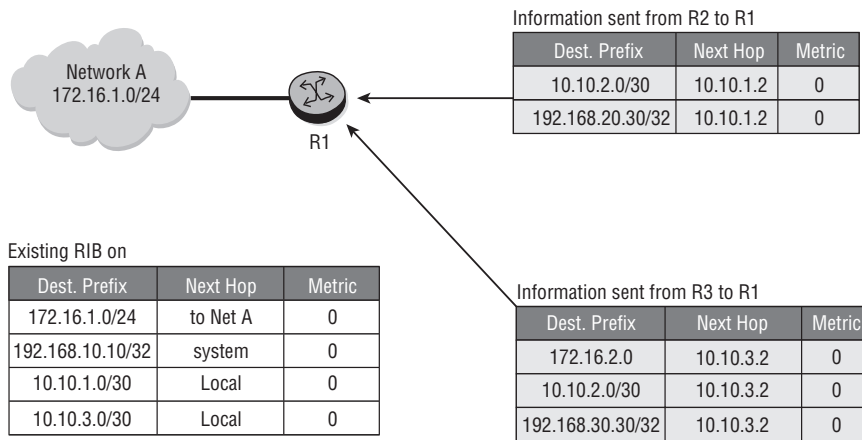 Information sent from R2 to R1
Dest. Prefix Next Hop Metric
10.10.2.0/30 10.10.1.2 0
192.168.20.30/32 10.10.1.2 0
Network A
172.16.1.0/24
R1
Existing RIB on
Dest. Prefix Next Hop Metric
172.16.1.0/24 to Net A 0
192.168.10.10/32 system 0
10.10.1.0/30 Local 0
10.10.3.0/30 Local 0
Information sent from R3 to R1
Dest. Prefix Next Hop Metric
172.16.2.0 10.10.3.2 0
10.10.2.0/30 10.10.3.2 0
192.168.30.30/32 10.10.3.2 0